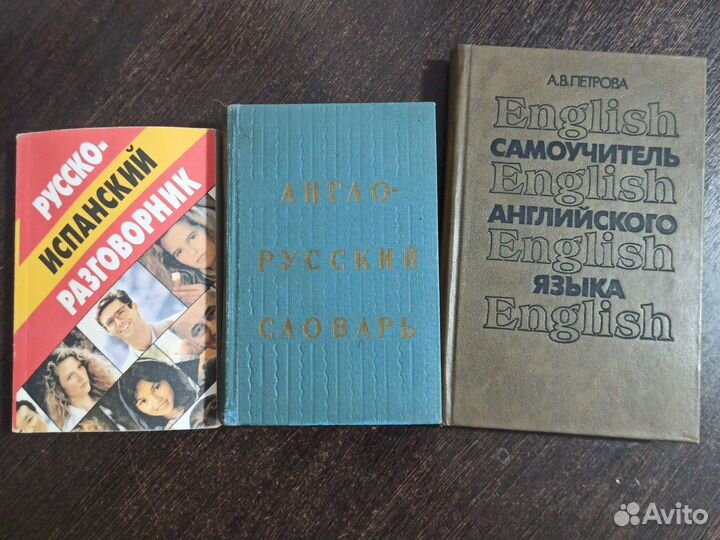 РУССКО-
ИСПАНСКИЙ
РАЗГОВОРНИК
АНГЛО-
РУССКИЙ
СЛОВАРЬ
А.В.ПЕТРОВА
English
САМОУЧИТЕЛЬ
English
АНГЛИЙСКОГО
English
ЯЗЫКА
English
Avito